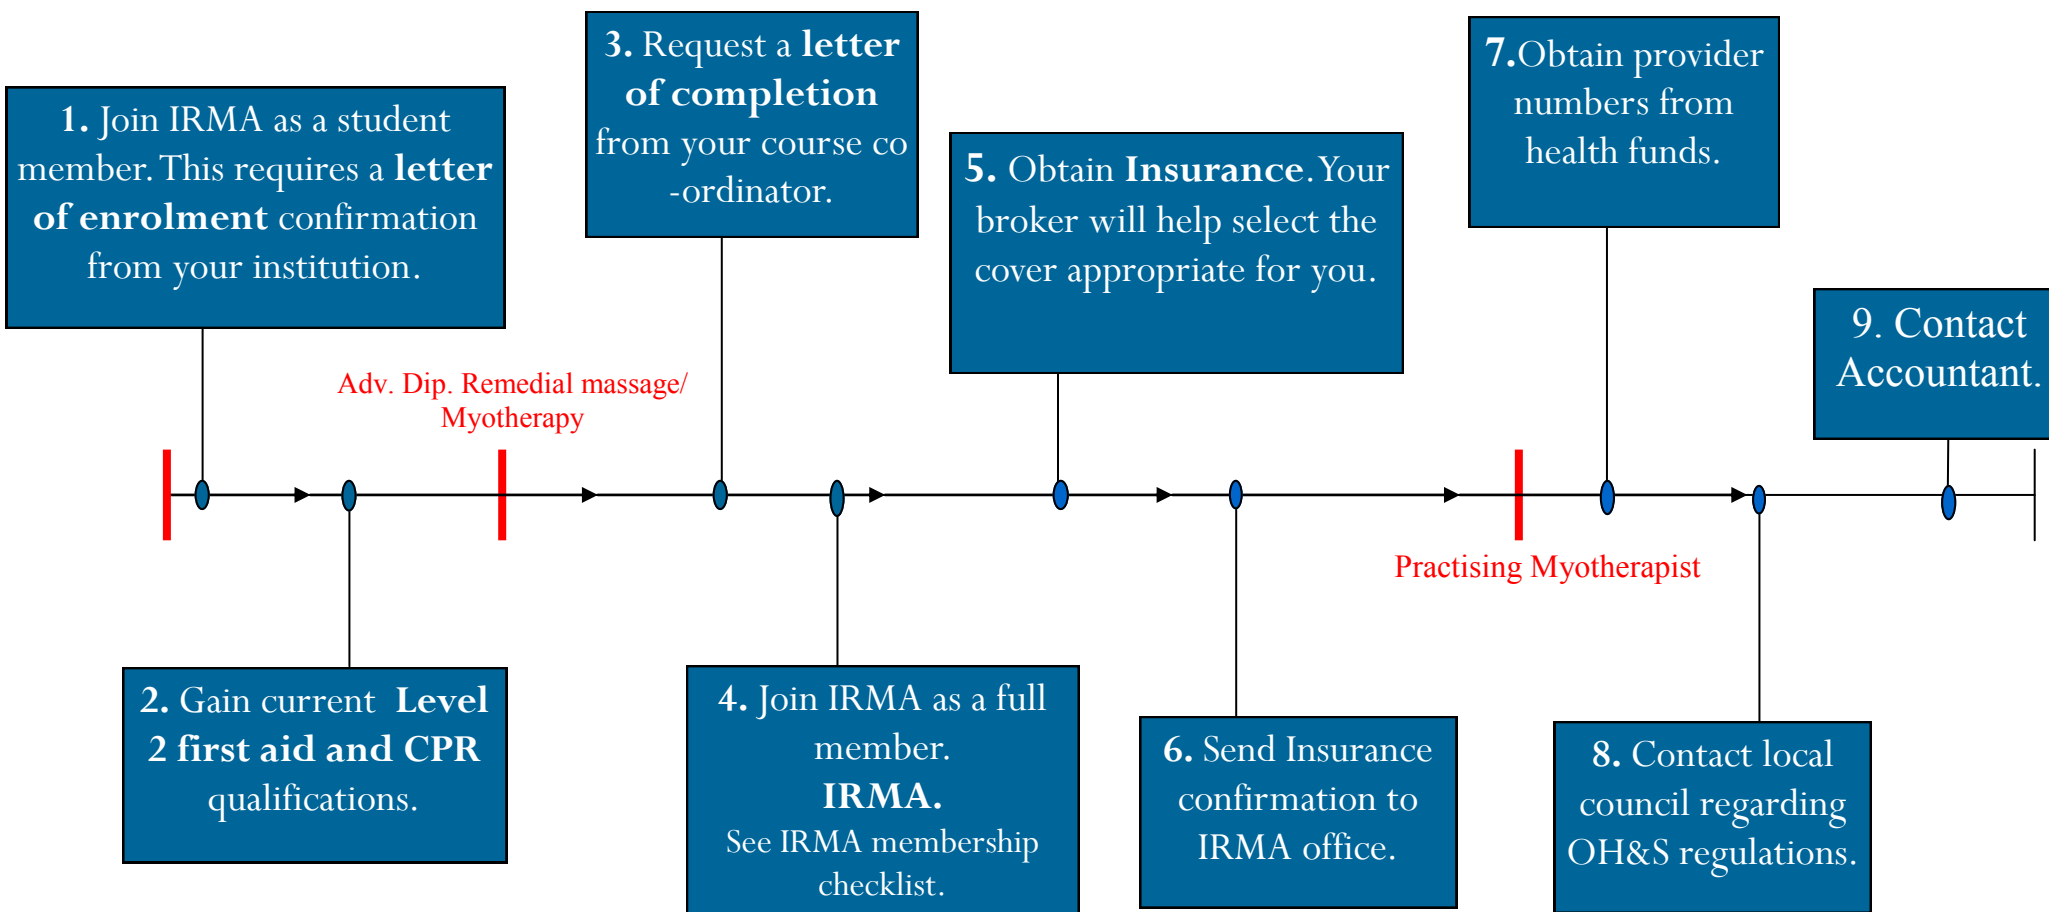 1. Join IRMA as a student
member. This requires a letter
of enrolment confirmation
from your institution.
2. Gain current Level
2 first aid and CPR
qualifications.
Adv. Dip. Remedial massage/
Myotherapy
3. Request a letter
of completion
from your course co
-ordinator.
4. Join IRMA as a full
member.
IRMA.
See IRMA membership
checklist.
5. Obtain Insurance. Your
broker will help select the
cover appropriate for you.
6. Send Insurance
confirmation to
IRMA office.
Practising Myotherapist
7.Obtain provider
numbers from
health funds.
8. Contact local
council regarding
OH&S regulations.
9. Contact
Accountant.